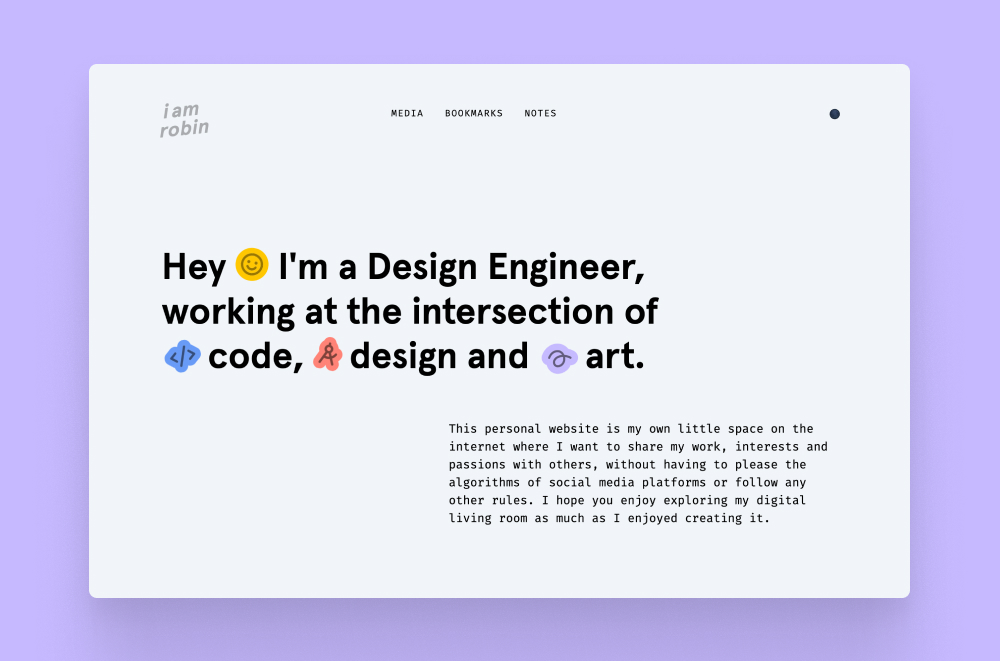 i am
robin
MEDIA BOOKMARKS NOTES
Hey I'm a Design Engineer,
working at the intersection of
code, design and art.
This personal website is my own little space on the
internet where I want to share my work, interests and
passions with others, without having to please the
algorithms of social media platforms or follow any
other rules. I hope you enjoy exploring my digital
living room as much as I enjoyed creating it.